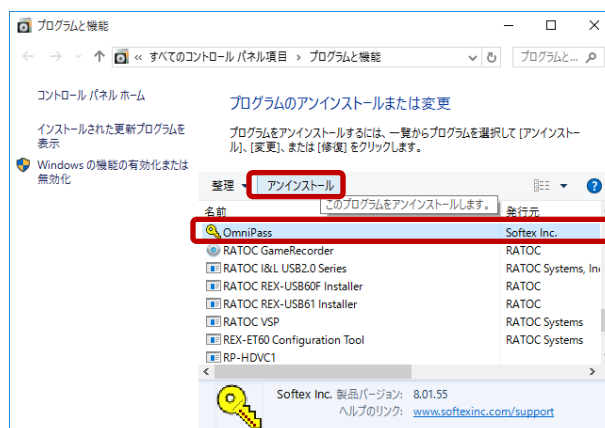 プログラムと機能
すべてのコントロール パネル項目 › プログラムと機能
プログラムと...
コントロール パネル ホーム
インストールされた更新プログラムを
表示
Windows の機能の有効化または
無効化
プログラムのアンインストールまたは変更
プログラムをアンインストールするには、一覧からプログラムを選択して [アンインストー
ル]、[変更]、または [修復] をクリックします。
整理 アンインストール
このプログラムをアンインストールします。
名前 発行元
OmniPass Softex Inc.
RATOC GameRecorder RATOC
RATOC I&L USB2.0 Series RATOC Systems, Inc
RATOC REX-USB60F Installer RATOC
RATOC REX-USB61 Installer RATOC
RATOC VSP RATOC Systems
REX-ET60 Configuration Tool RATOC Systems
RP-HDVC1
Softex Inc. 製品バージョン: 8.01.55
ヘルプのリンク: www.softexinc.com/support